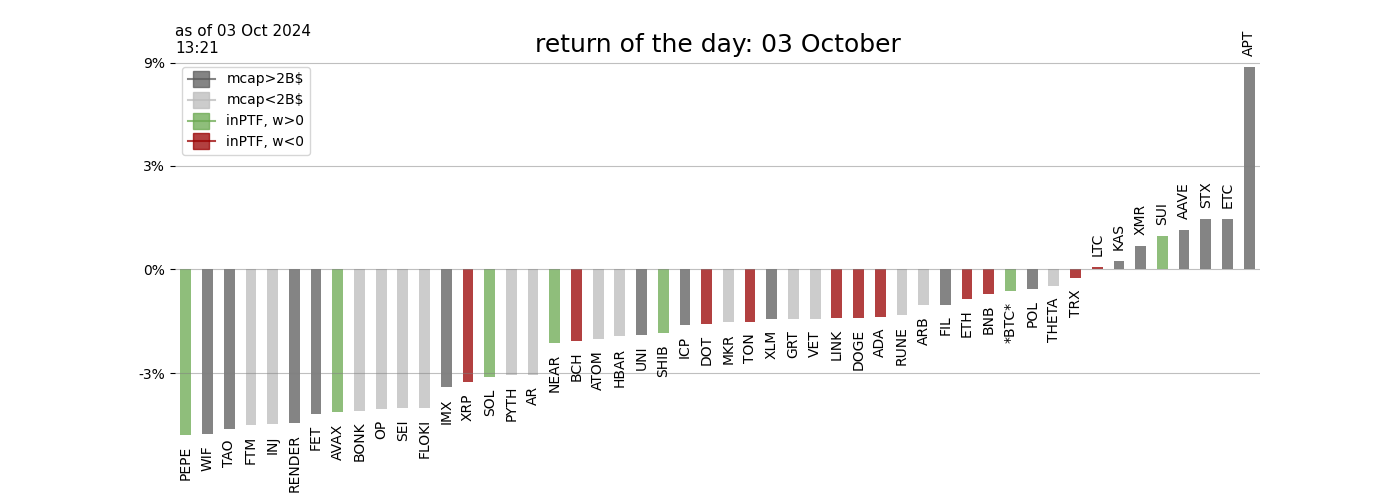 as of 03 Oct 2024
13:21
return of the day: 03 October
9%
3%
0%
-3%
mcap>2B$
mcap<2B$
inPTF, w>0
inPTF, w<0
PEPE
WIF
TAO
FTM
INJ
RENDER
FET
AVAX
BONK
OP
SEI
FLOKI
IMX
XRP
SOL
PYTH
AR
NEAR
BCH
ATOM
HBAR
UNI
SHIB
ICP
DOT
MKR
TON
XLM
GRT
VET
LINK
DOGE
ADA
RUNE
ARB
FIL
ETH
BNB
*BTC*
POL
THETA
TRX
LTC
KAS
XMR
SUI
AAVE
STX
ETC
APT